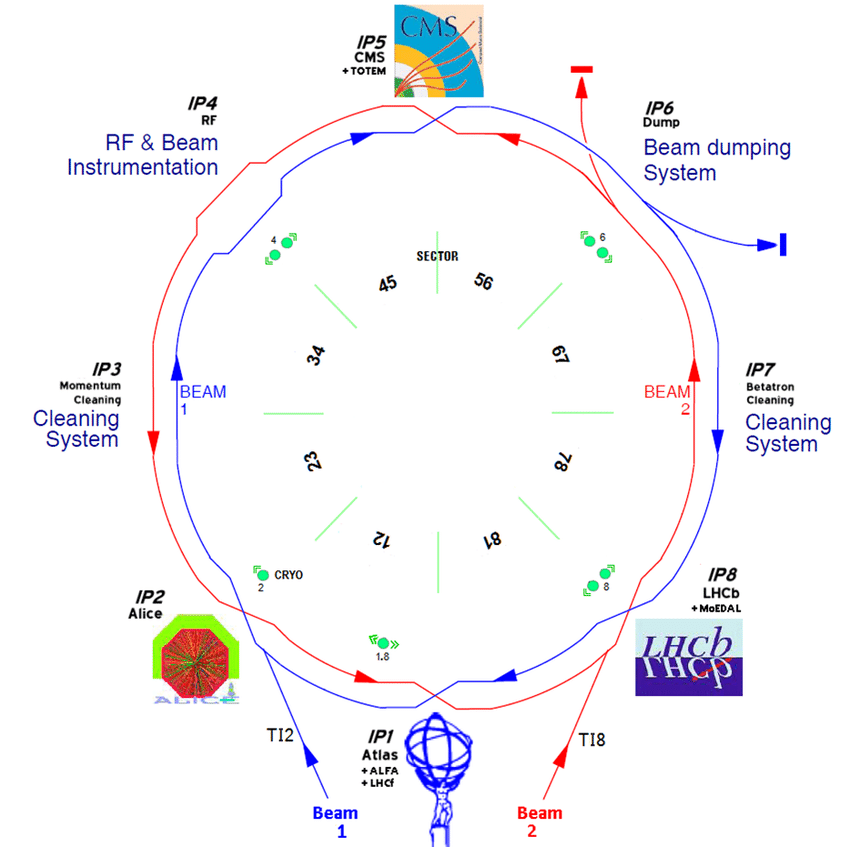 IP5
CMS
+ TOTEM
CMS
IP4
RF
RF & Beam
Instrumentation
IP6
Dump
Beam dumping
System
4
6
SECTOR
45
56
34
67
IP3
Momentum
Cleaning
Cleaning
System
BEAM
1
BEAM
2
IP7
Betatron
Cleaning
Cleaning
System
23
78
12
81
CRYO
2
8
1.8
IP2
Alice
ALICE
IP8
LHCb
+ MoEDAL
LHCb
LHCb
TI2
TI8
IP1
Atlas
+ ALFA
+ LHCf
Beam
1
Beam
2